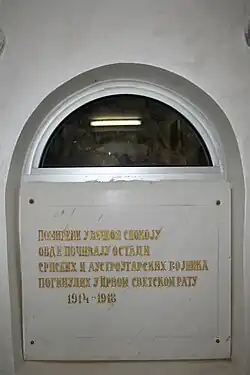 ПОМИРЕНИ У ВЕЧНОМ СПОКОЈУ
ОВДЕ ПОЧИВАЈУ ОСТАЦИ
СРПСКИХ И АУСТРОУГАРСКИХ ВОЈНИКА
ПОГИНУЛИХ У ПРВОМ СВЕТСКОМ РАТУ
1914-1918